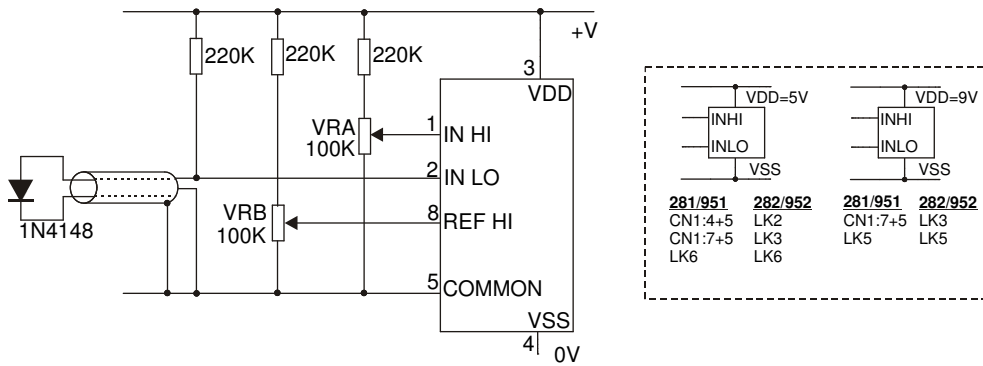 +V
220K
220K
220K
3
VDD
VRA
100K
1
IN HI
2
IN LO
VRB
100K
8
REF HI
1N4148
5
COMMON
VSS
4
0V
VDD=5V
INHI
INLO
VSS
281/951 282/952
CN1:4+5 LK2
CN1:7+5 LK3
LK6 LK6
VDD=9V
INHI
INLO
VSS
281/951 282/952
CN1:7+5 LK3
LK5 LK5